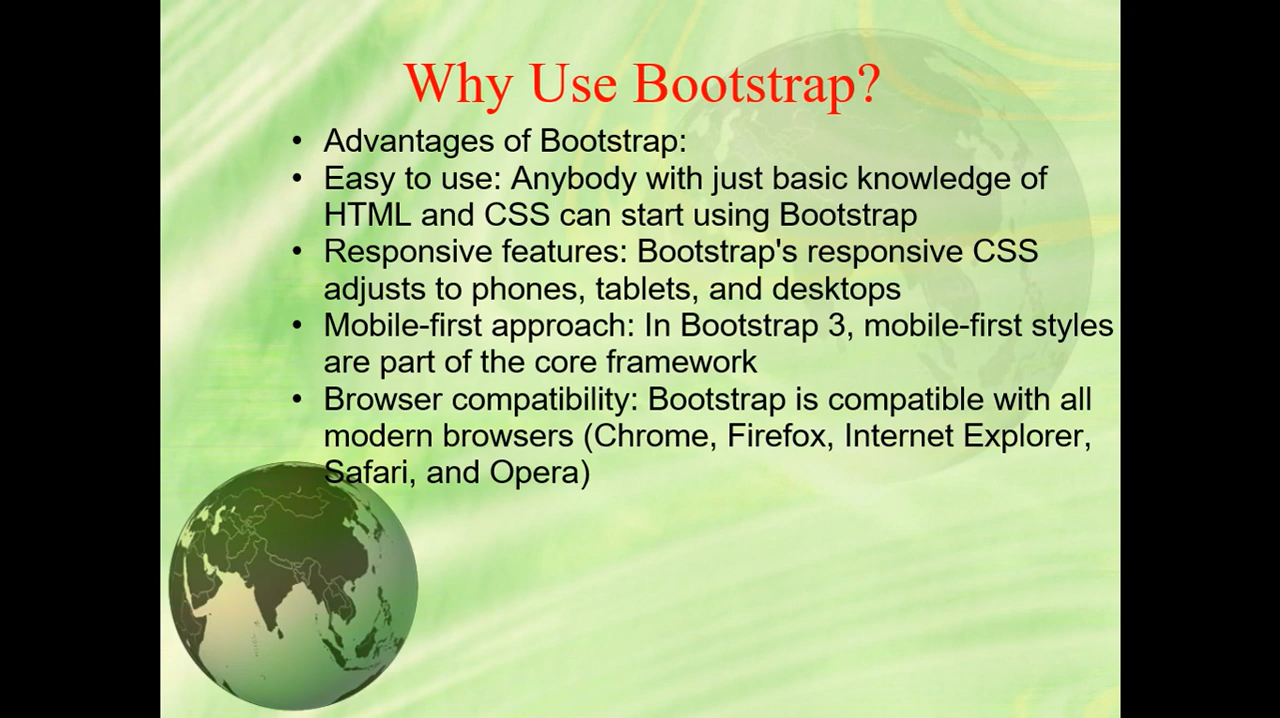 Why Use Bootstrap?
• Advantages of Bootstrap:
• Easy to use: Anybody with just basic knowledge of
HTML and CSS can start using Bootstrap
• Responsive features: Bootstrap's responsive CSS
adjusts to phones, tablets, and desktops
• Mobile-first approach: In Bootstrap 3, mobile-first styles
are part of the core framework
• Browser compatibility: Bootstrap is compatible with all
modern browsers (Chrome, Firefox, Internet Explorer,
Safari, and Opera)